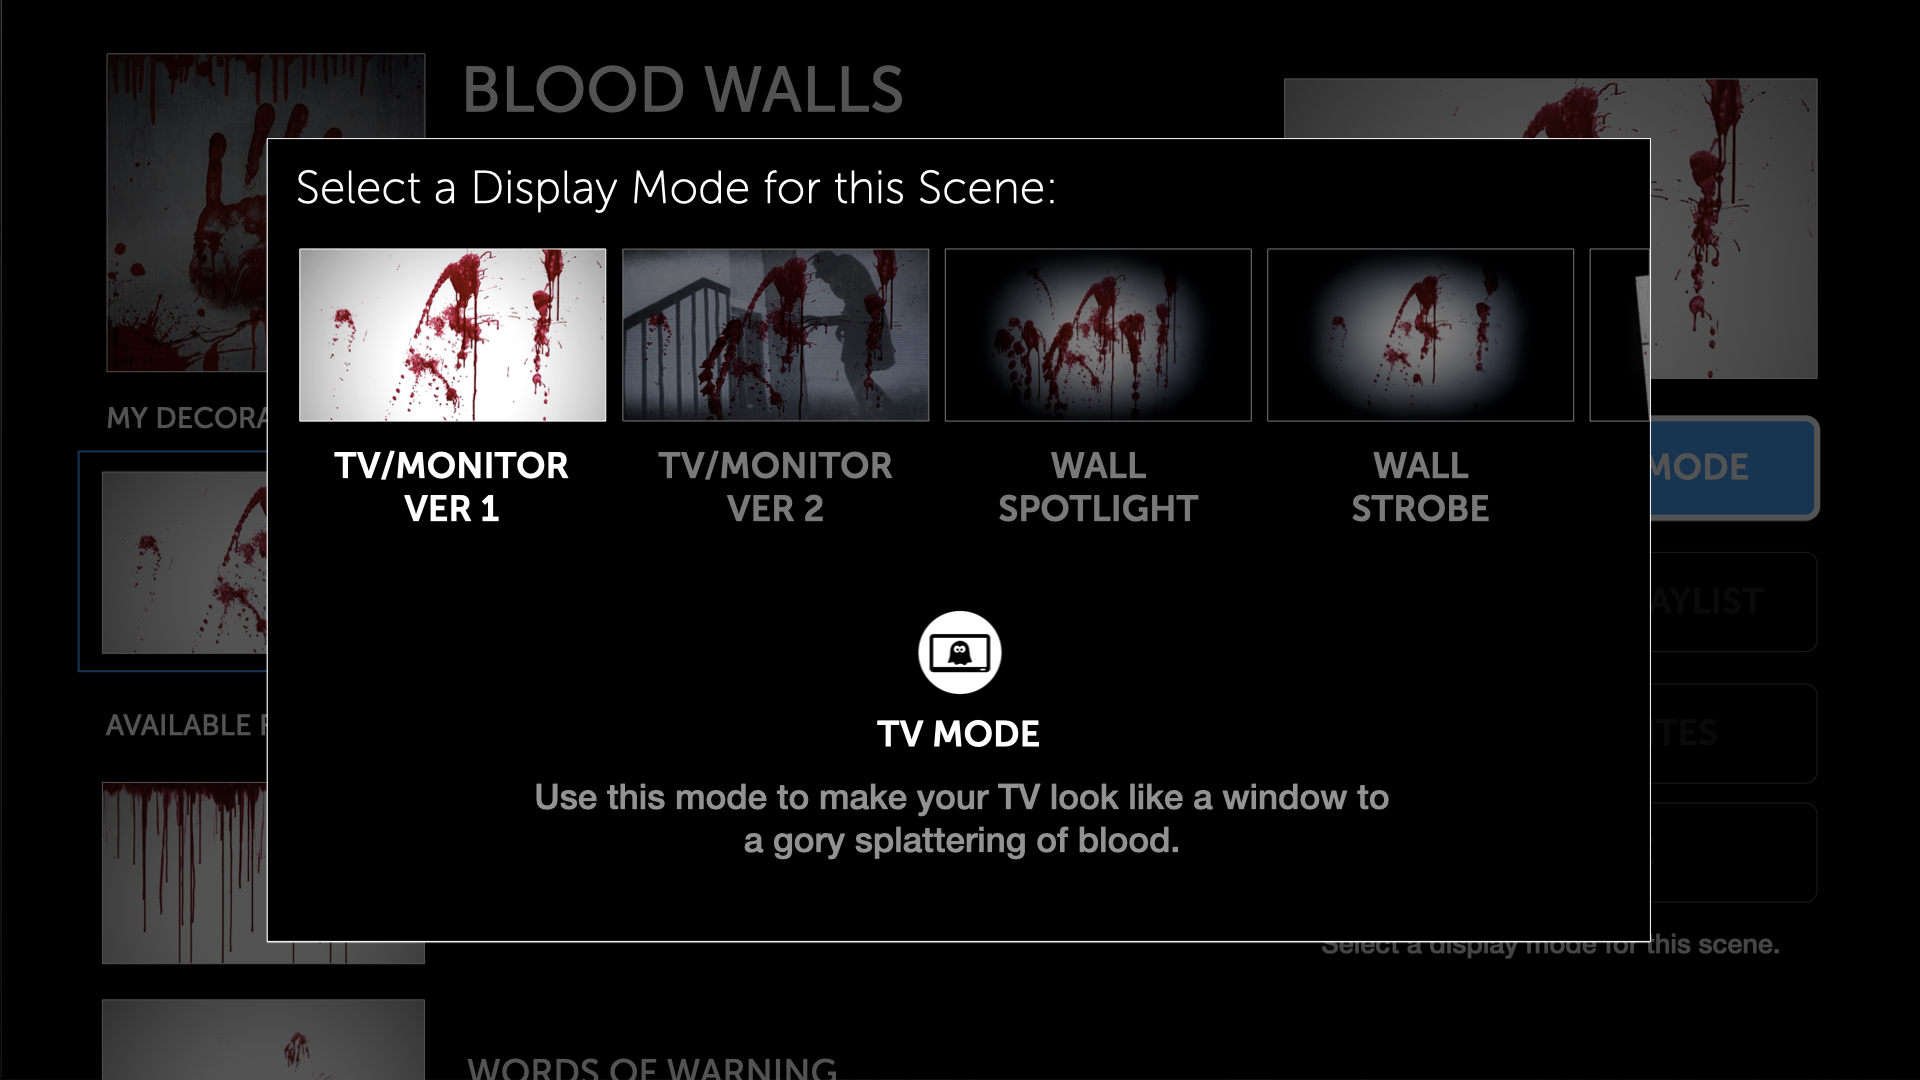 BLOOD WALLS
Select a Display Mode for this Scene:
TV/MONITOR
VER 1
TV/MONITOR
VER 2
WALL
SPOTLIGHT
WALL
STROBE
MY DECORA
MODE
AYLIST
AVAILABLE
TES
TV MODE
Use this mode to make your TV look like a window to
a gory splattering of blood.
Select a display mode for this scene.
WORDS OF WARNING